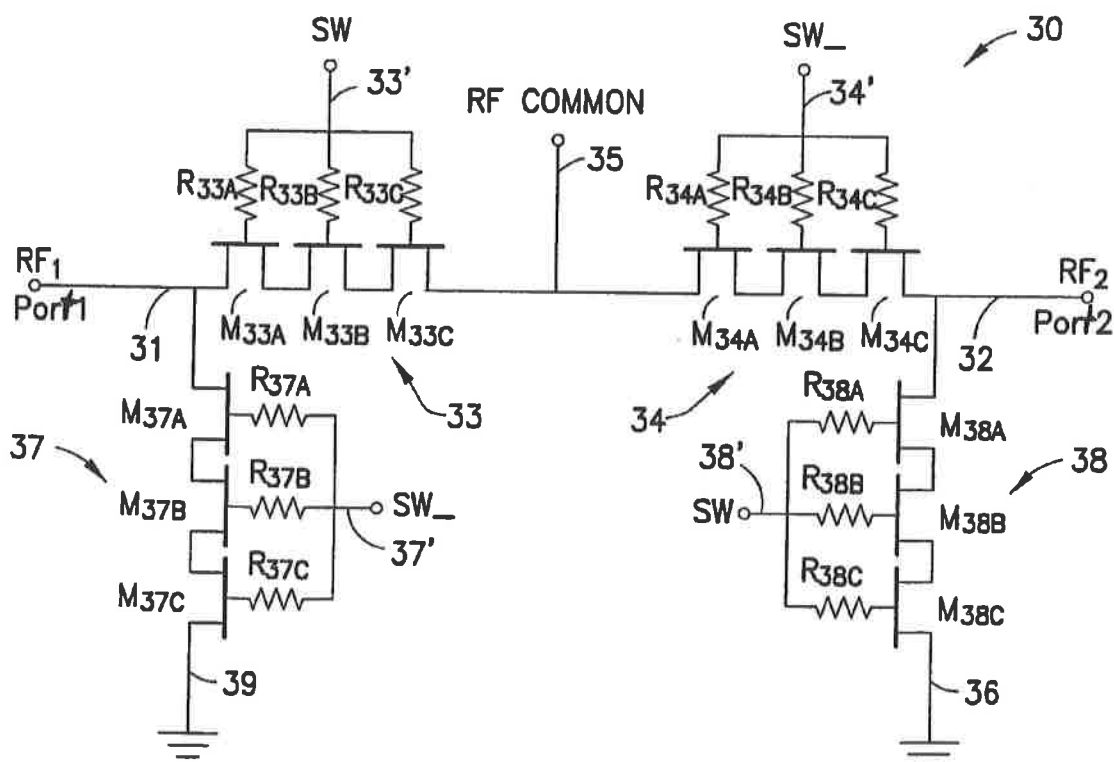 SW
SW_
30
33'
34'
RF COMMON
35
R33A
R33B
R33C
R34A
R34B
R34C
RF1
Port1
31
M33A
M33B
M33C
33
M34A
M34B
M34C
34
RF2
Port2
32
37
M37A
M37B
M37C
R37A
R37B
R37C
SW_
37'
39
38'
SW
R38A
R38B
R38C
M38A
M38B
M38C
38
36